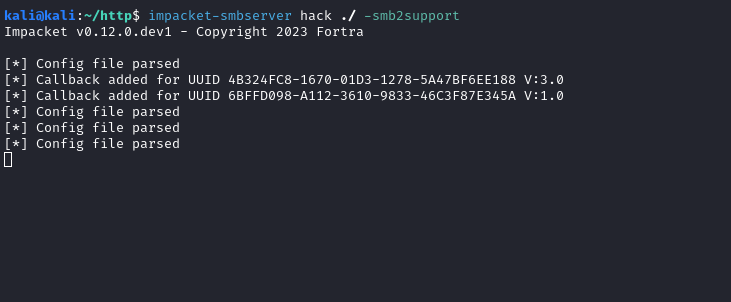 kali@kali:~/http$ impacket-smbserver hack ./ -smb2support
Impacket v0.12.0.dev1 - Copyright 2023 Fortra
[*] Config file parsed
[*] Callback added for UUID 4B324FC8-1670-01D3-1278-5A47BF6EE188 V:3.0
[*] Callback added for UUID 6BFFD098-A112-3610-9833-46C3F87E345A V:1.0
[*] Config file parsed
[*] Config file parsed
[*] Config file parsed